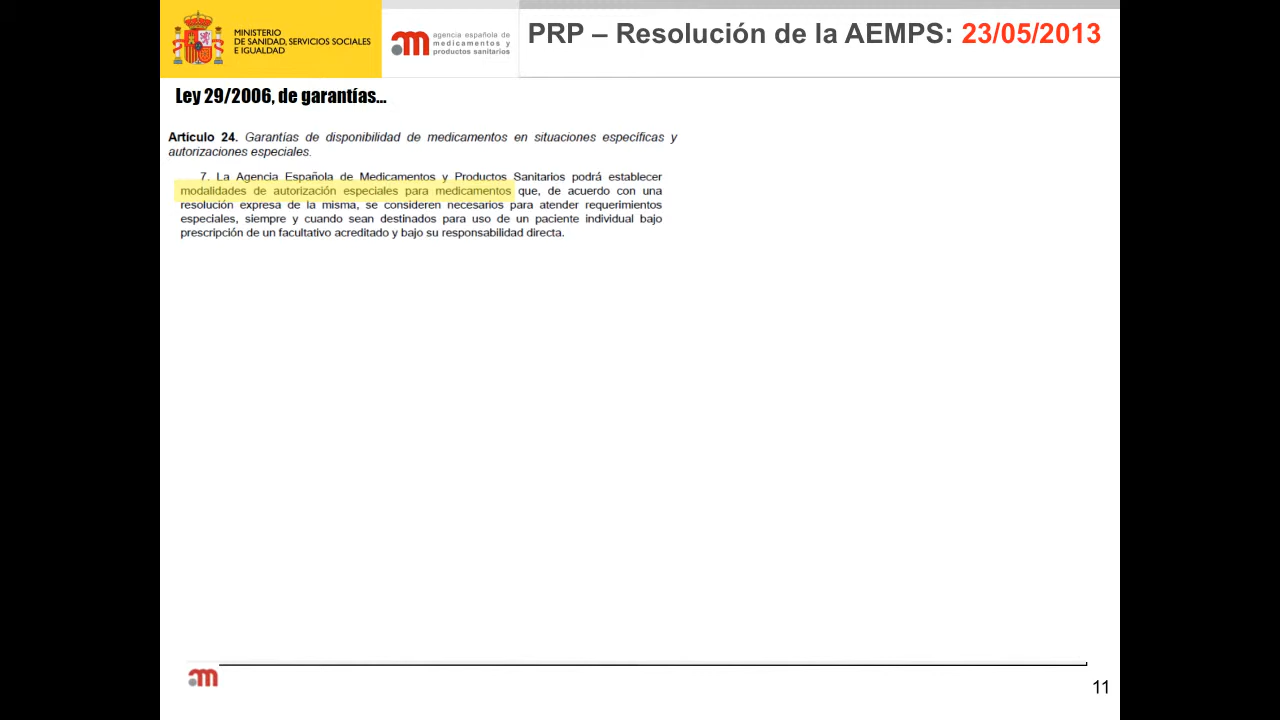 MINISTERIO
DE SANIDAD, SERVICIOS SOCIALES
E IGUALDAD
agencia española de
medicamentos y
productos sanitarios
PRP – Resolución de la AEMPS: 23/05/2013
Ley 29/2006, de garantías...
Artículo 24. Garantías de disponibilidad de medicamentos en situaciones específicas y
autorizaciones especiales.
7. La Agencia Española de Medicamentos y Productos Sanitarios podrá establecer
modalidades de autorización especiales para medicamentos que, de acuerdo con una
resolución expresa de la misma, se consideren necesarios para atender requerimientos
especiales, siempre y cuando sean destinados para uso de un paciente individual bajo
prescripción de un facultativo acreditado y bajo su responsabilidad directa.
11